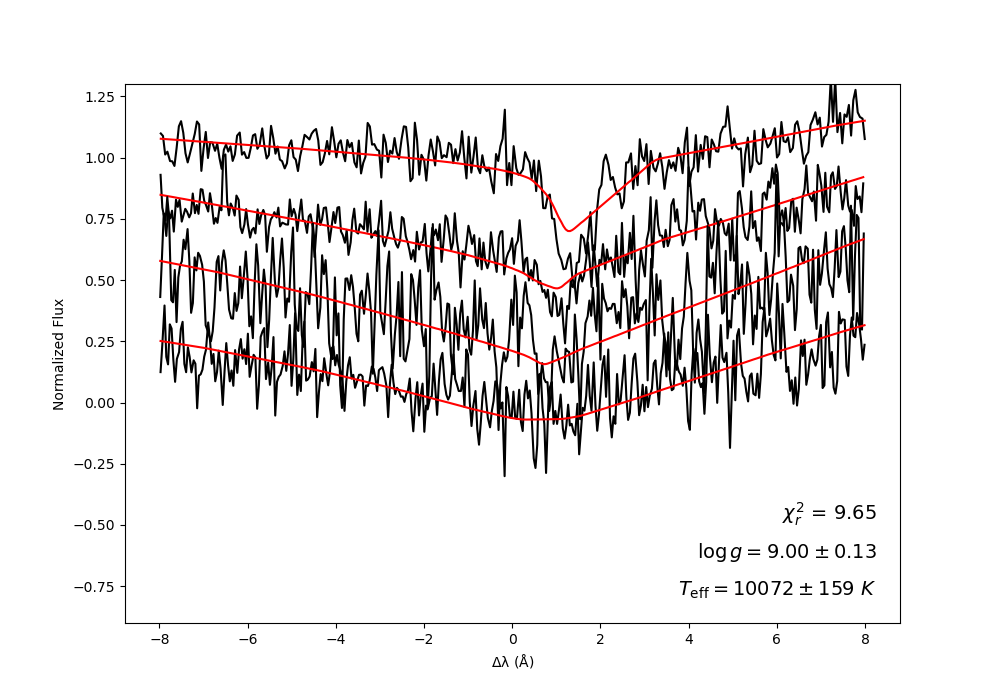 1.25
1.00
0.75
0.50
0.25
0.00
−0.25
−0.50
−0.75
Normalized Flux
χ²ᵣ = 9.65
log g = 9.00 ± 0.13
T_eff = 10072 ± 159 K
−8 −6 −4 −2 0 2 4 6 8
Δλ (Å)